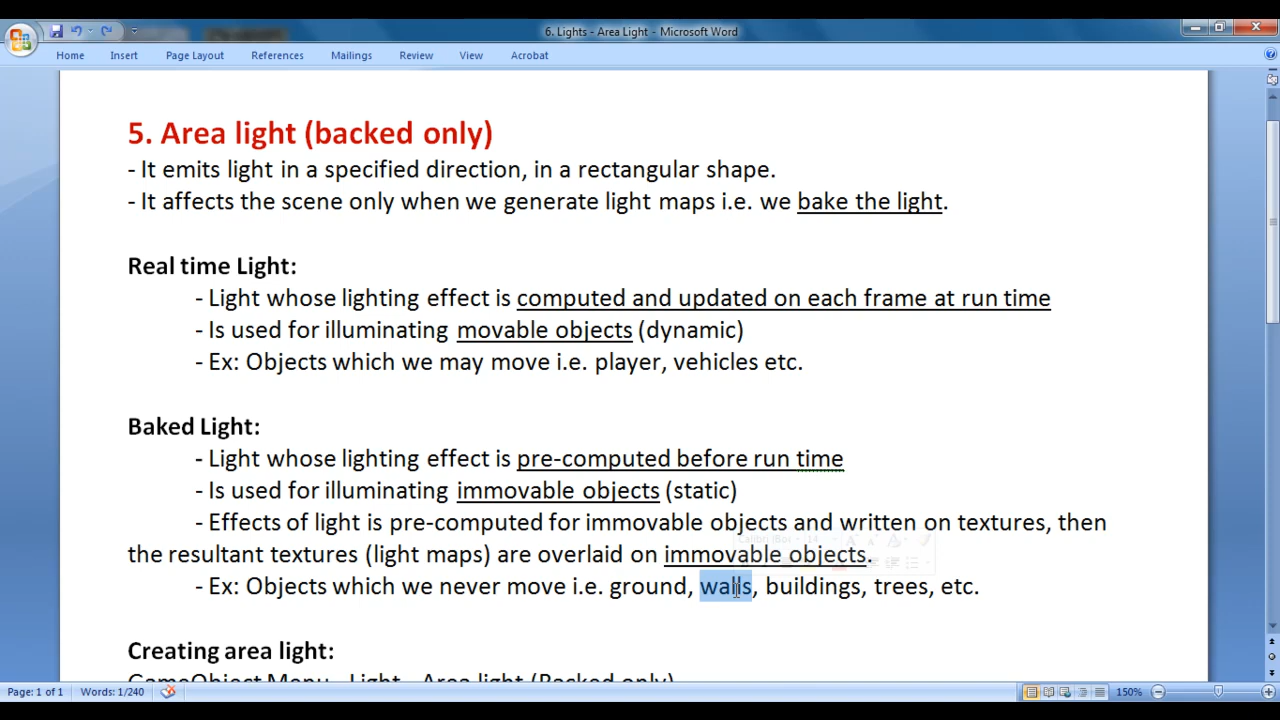 6. Lights - Area Light - Microsoft Word
Home Insert Page Layout References Mailings Review View Acrobat
5. Area light (backed only)
- It emits light in a specified direction, in a rectangular shape.
- It affects the scene only when we generate light maps i.e. we bake the light.
Real time Light:
- Light whose lighting effect is computed and updated on each frame at run time
- Is used for illuminating movable objects (dynamic)
- Ex: Objects which we may move i.e. player, vehicles etc.
Baked Light:
- Light whose lighting effect is pre-computed before run time
- Is used for illuminating immovable objects (static)
- Effects of light is pre-computed for immovable objects and written on textures, then
the resultant textures (light maps) are overlaid on immovable objects.
- Ex: Objects which we never move i.e. ground, walls, buildings, trees, etc.
Creating area light:
GameObject Menu - Light - Area light (Backed only)
Page: 1 of 1 Words: 1/240 150%